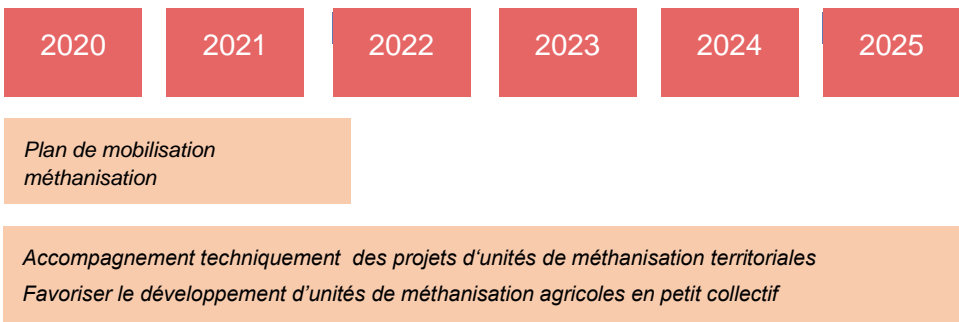 2020 2021 2022 2023 2024 2025
Plan de mobilisation
méthanisation
Accompagnement techniquement des projets d‘unités de méthanisation territoriales
Favoriser le développement d’unités de méthanisation agricoles en petit collectif